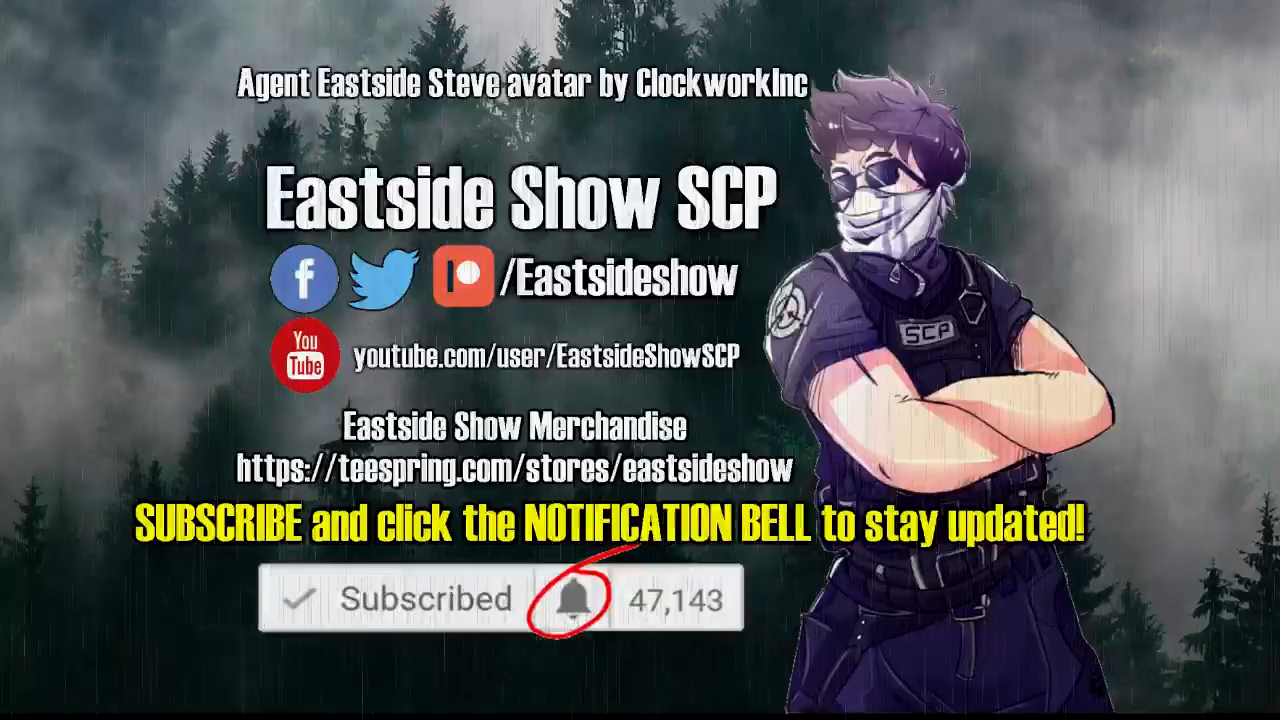 Agent Eastside Steve avatar by ClockworkInc
Eastside Show SCP
f /Eastsideshow
You
Tube
youtube.com/user/EastsideShowSCP
SCP
Eastside Show Merchandise
https://teespring.com/stores/eastsideshow
SUBSCRIBE and click the NOTIFICATION BELL to stay updated!
Subscribed 47,143